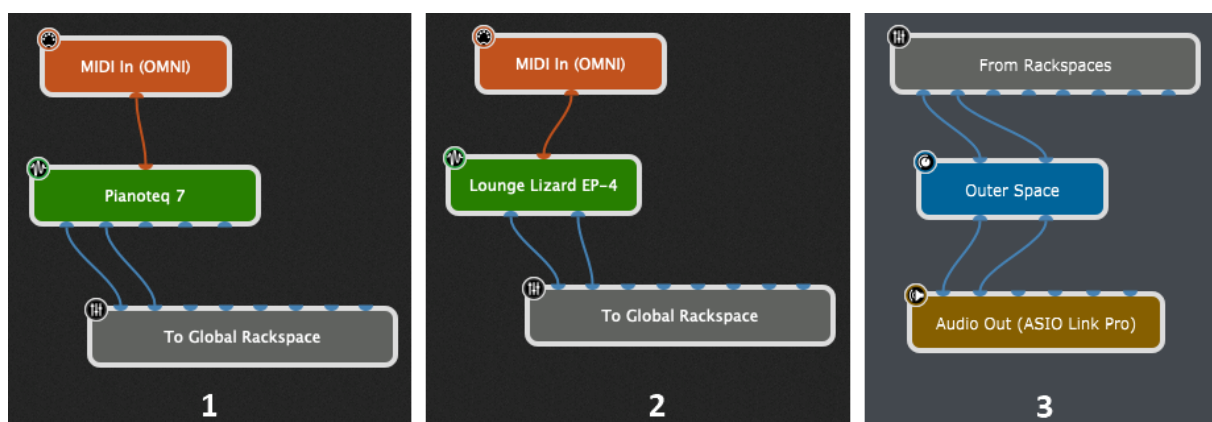 MIDI In (OMNI)
Pianoteq 7
To Global Rackspace
1
MIDI In (OMNI)
Lounge Lizard EP-4
To Global Rackspace
2
From Rackspaces
Outer Space
Audio Out (ASIO Link Pro)
3